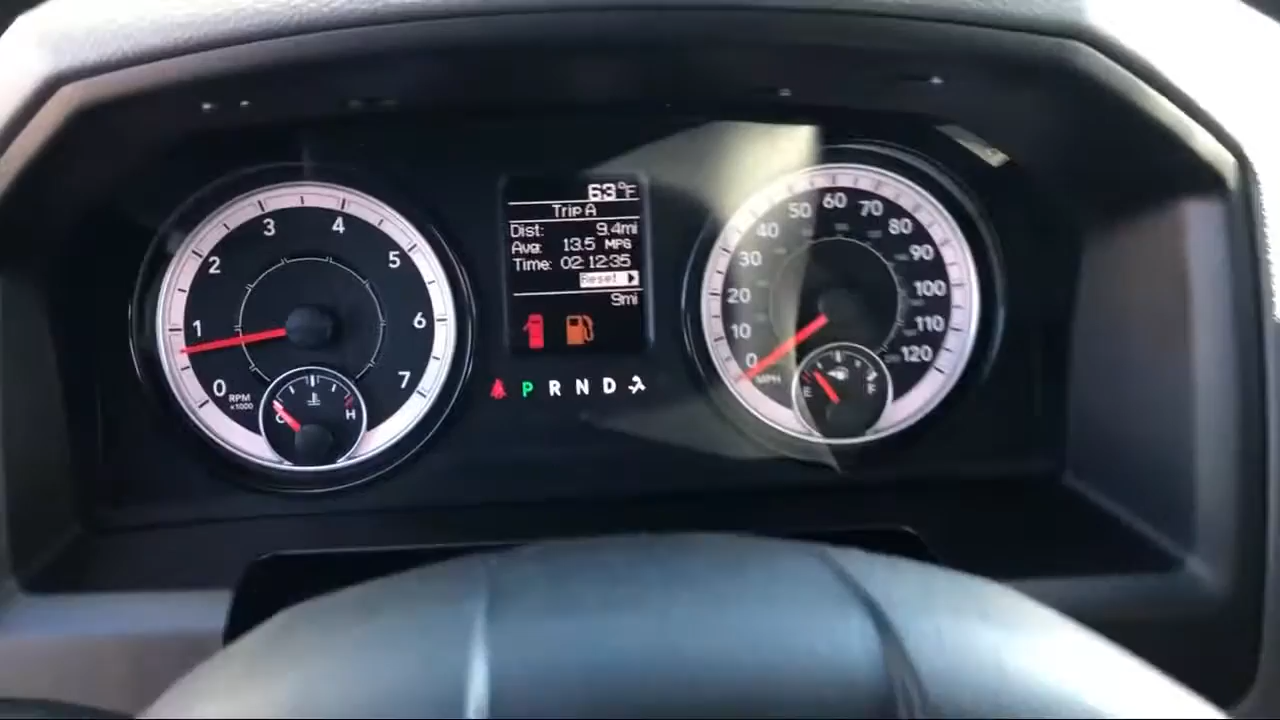 63°F
Trip A
Dist: 9.4mi
Avg: 13.5 MPG
Time: 02:12:35
Reset
9mi
0 1 2 3 4 5 6 7
RPM
x1000
C H
P R N D
0 10 20 30 40 50 60 70 80 90 100 110 120
MPH
E F